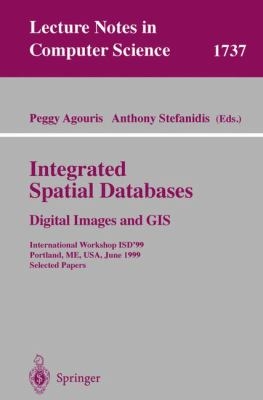 Lecture Notes in
Computer Science 1737
Peggy Agouris Anthony Stefanidis (Eds.)
Integrated
Spatial Databases
Digital Images and GIS
International Workshop ISD'99
Portland, ME, USA, June 1999
Selected Papers
Springer